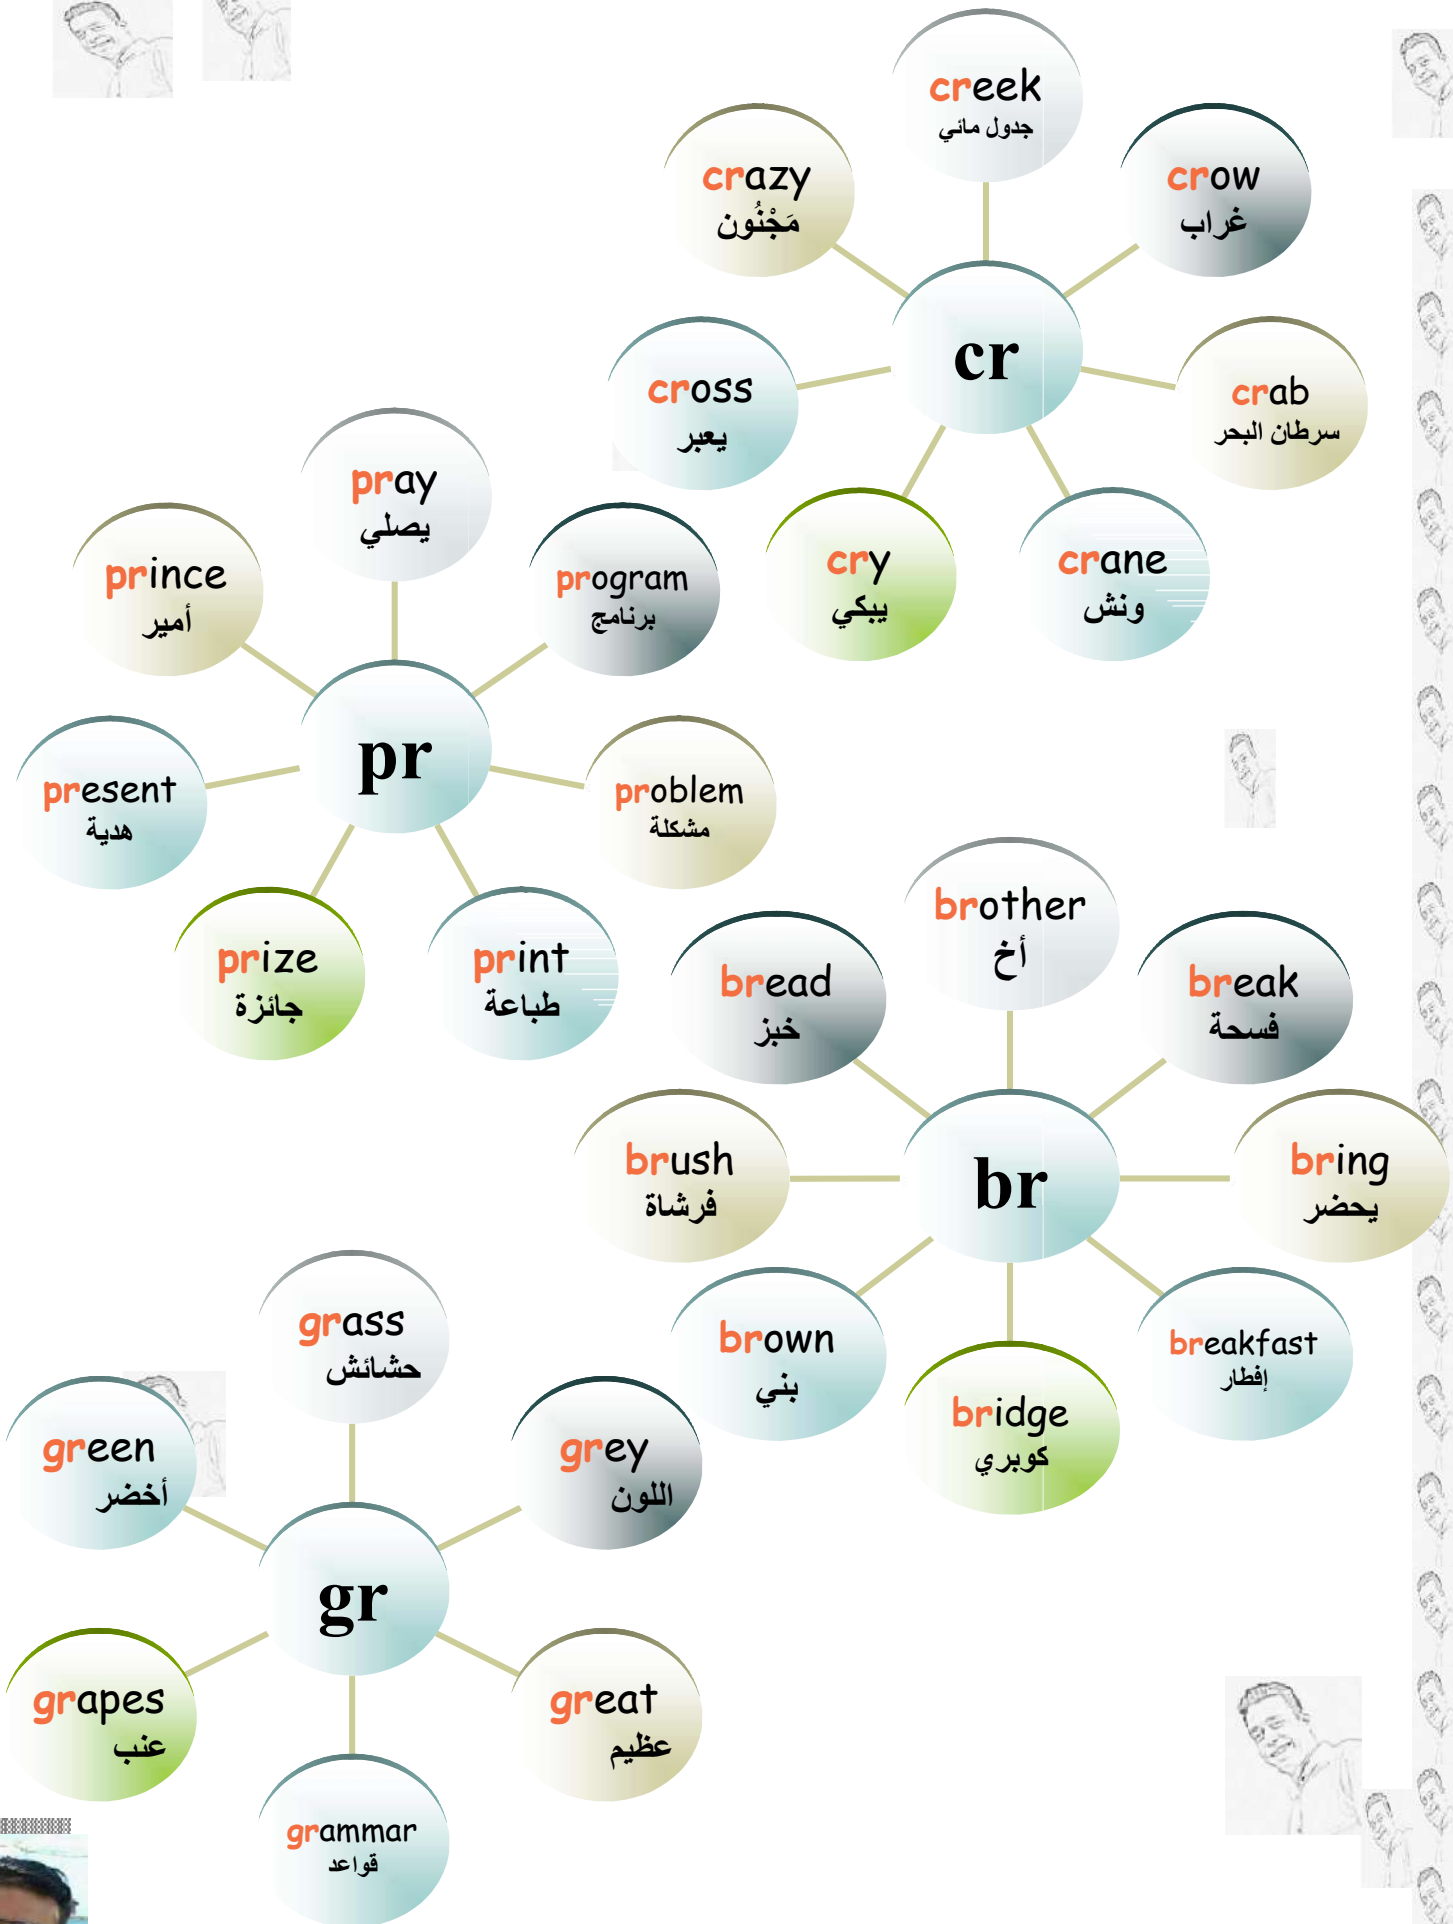 creek
جدول مائي
crazy
مَجْنُون
crow
غراب
cr
cross
يعبر
crab
سرطان البحر
cry
يبكي
crane
ونش
pray
يصلي
prince
أمير
program
برنامج
pr
present
هدية
problem
مشكلة
prize
جائزة
print
طباعة
brother
أخ
bread
خبز
break
فسحة
br
brush
فرشاة
bring
يحضر
brown
بني
breakfast
إفطار
bridge
كوبري
grass
حشائش
green
أخضر
grey
اللون
gr
grapes
عنب
great
عظيم
grammar
قواعد